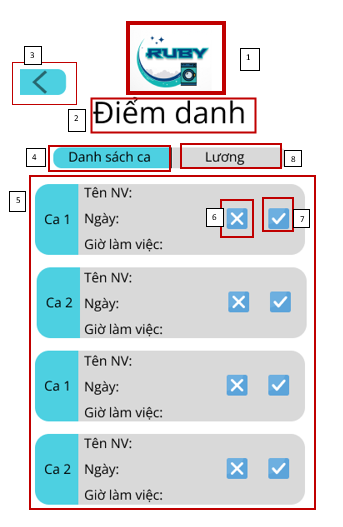 3
RUBY
1
2
Điểm danh
4
Danh sách ca
Lương
8
5
Ca 1
Tên NV:
Ngày:
Giờ làm việc:
6
7
Ca 2
Tên NV:
Ngày:
Giờ làm việc:
Ca 1
Tên NV:
Ngày:
Giờ làm việc:
Ca 2
Tên NV:
Ngày:
Giờ làm việc: